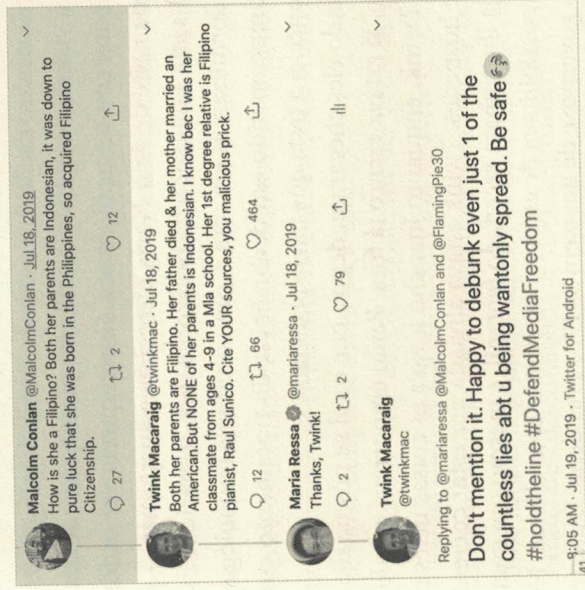 Malcolm Conlan @MalcolmConlan · Jul 18, 2019
How is she a Filipino? Both her parents are Indonesian, it was down to
pure luck that she was born in the Philippines, so acquired Filipino
Citizenship.
27 2 12
Twink Macaraig @twinkmac · Jul 18, 2019
Both her parents are Filipino. Her father died & her mother married an
American.But NONE of her parents is Indonesian. I know bec I was her
classmate from ages 4-9 in a Mla school. Her 1st degree relative is Filipino
pianist, Raul Sunico. Cite YOUR sources, you malicious prick.
12 66 464
Maria Ressa @mariaressa · Jul 18, 2019
Thanks, Twink!
2 2 79
Twink Macaraig
@twinkmac
Replying to @mariaressa @MalcolmConlan and @FlamingPie30
Don't mention it. Happy to debunk even just 1 of the
countless lies abt u being wantonly spread. Be safe
#holdtheline #DefendMediaFreedom
9:05 AM · Jul 19, 2019 · Twitter for Android
41